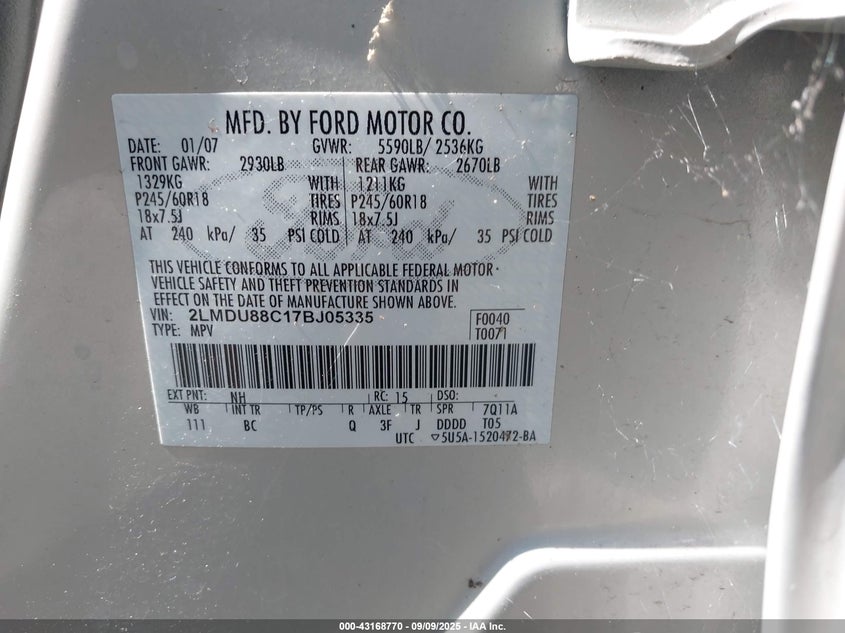 MFD. BY FORD MOTOR CO.
DATE: 01/07 GVWR: 5590LB/ 2536KG
FRONT GAWR: 2930LB REAR GAWR: 2670LB
1329KG WITH 1211KG WITH
P245/60R18 TIRES P245/60R18 TIRES
18x7.5J RIMS 18x7.5J RIMS
AT 240 kPa/ 35 PSI COLD AT 240 kPa/ 35 PSI COLD
Ford
THIS VEHICLE CONFORMS TO ALL APPLICABLE FEDERAL MOTOR
VEHICLE SAFETY AND THEFT PREVENTION STANDARDS IN
EFFECT ON THE DATE OF MANUFACTURE SHOWN ABOVE.
VIN: 2LMDU88C17BJ05335 F0040
TYPE: MPV T0071
EXT PNT: NH RC: 15 DSO:
WB INT TR TP/PS R AXLE TR SPR 7Q11A
111 BC Q 3F J DDDD T05
UTC ▽5U5A-1520472-BA
000-43168770 - 09/09/2025 - IAA Inc.